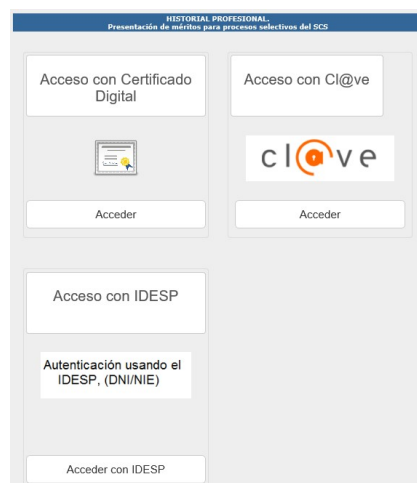 HISTORIAL PROFESIONAL.
Presentación de méritos para procesos selectivos del SCS
Acceso con Certificado
Digital
Acceder
Acceso con Cl@ve
cl@ve
Acceder
Acceso con IDESP
Autenticación usando el
IDESP, (DNI/NIE)
Acceder con IDESP